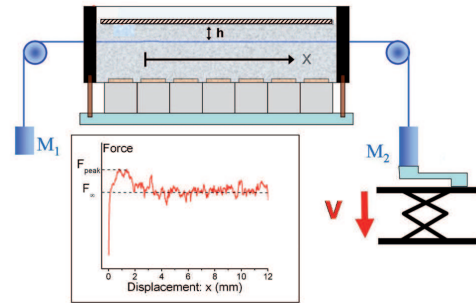 h
X
M1
M2
V
Force
Fpeak
F∞
0 2 4 6 8 10 12
Displacement: x (mm)